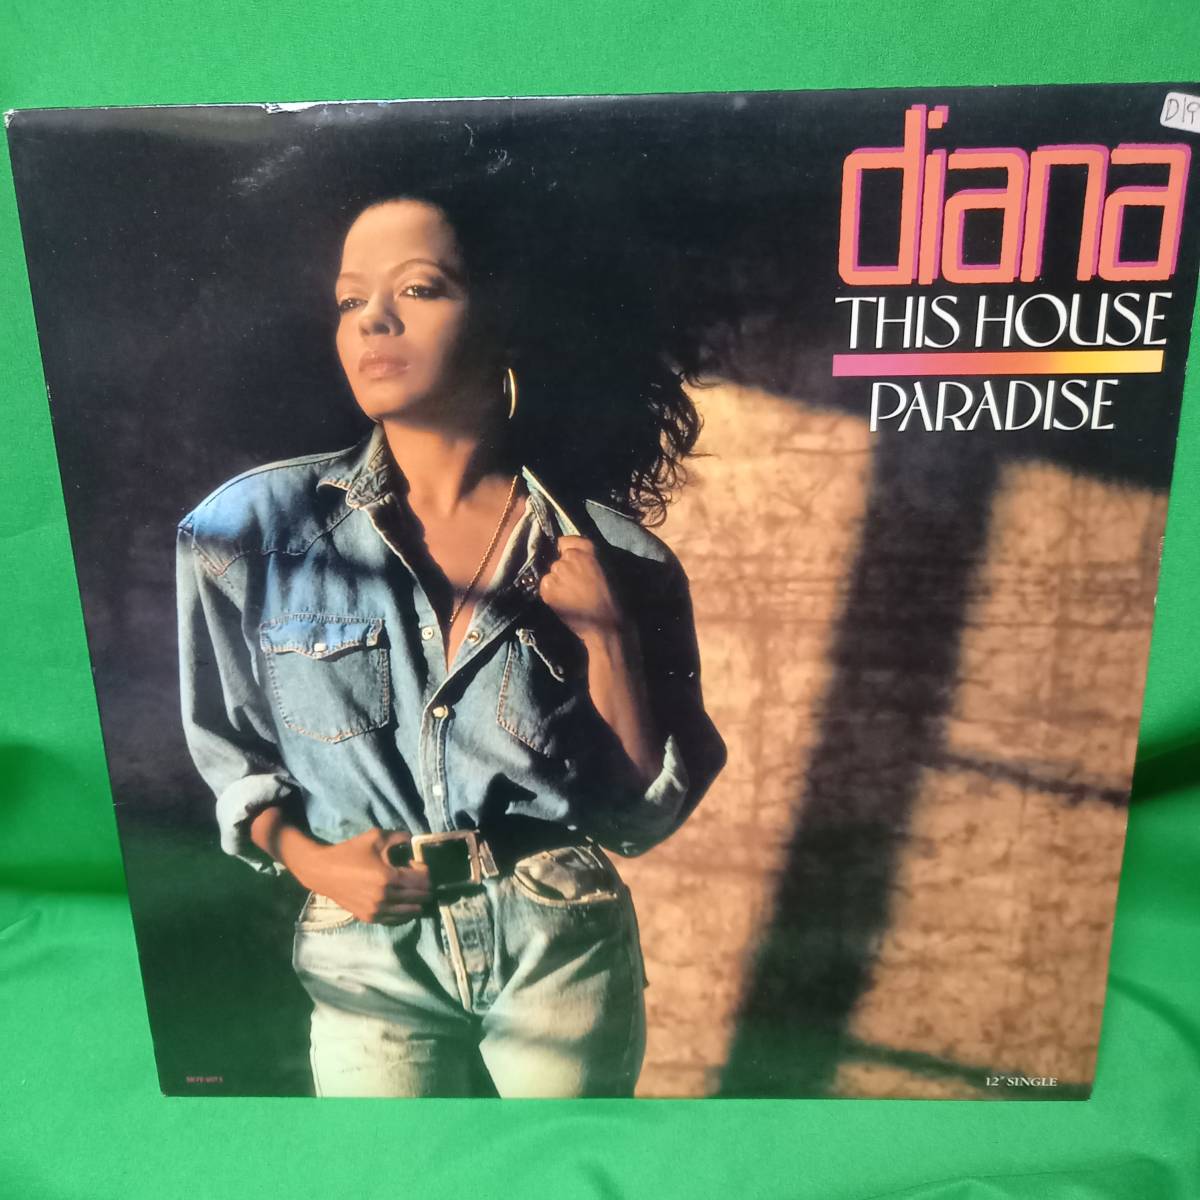 D19
diana
THIS HOUSE
PARADISE
12" SINGLE